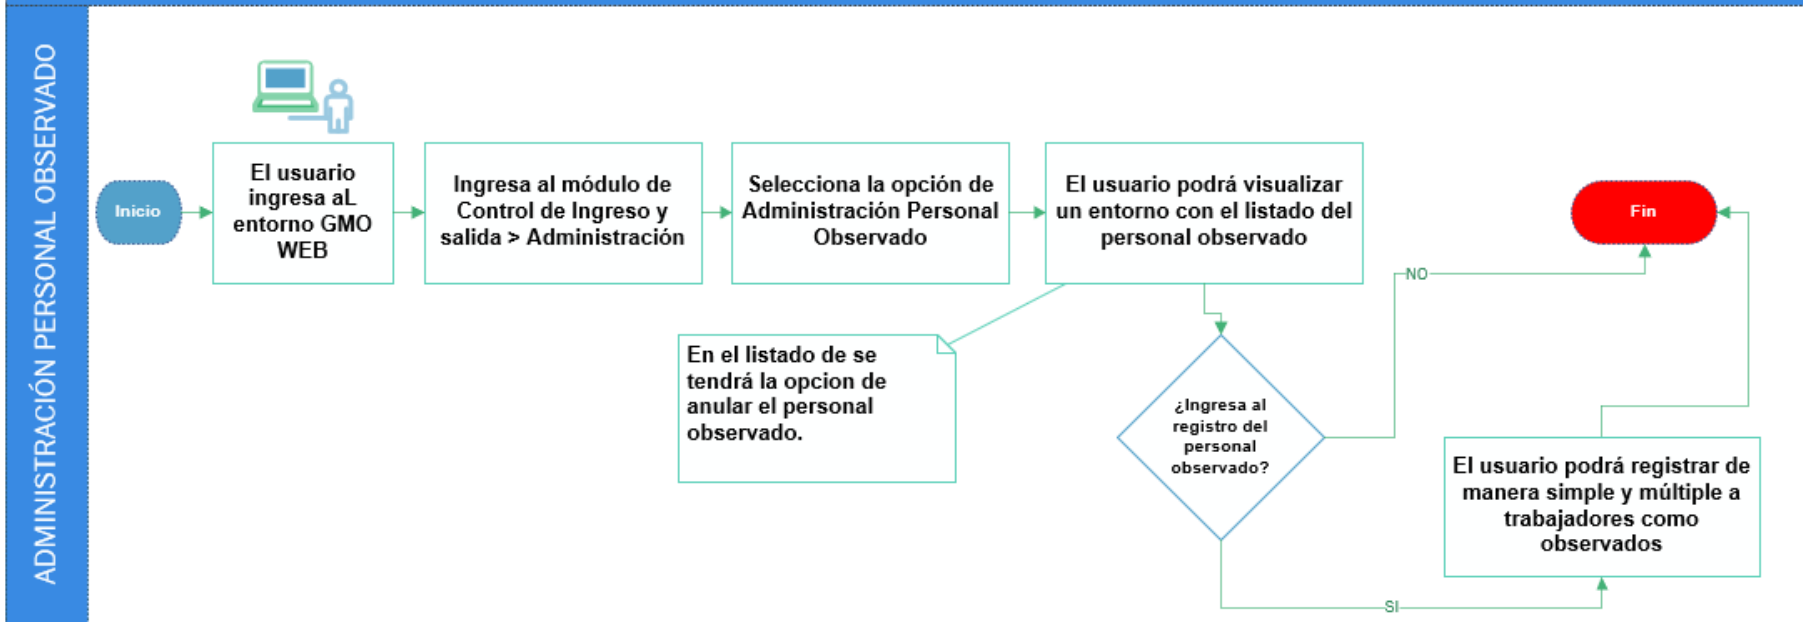 ADMINISTRACIÓN PERSONAL OBSERVADO
Inicio
El usuario
ingresa aL
entorno GMO
WEB
Ingresa al módulo de
Control de Ingreso y
salida > Administración
Selecciona la opción de
Administración Personal
Observado
El usuario podrá visualizar
un entorno con el listado del
personal observado
Fin
NO
En el listado de se
tendrá la opcion de
anular el personal
observado.
¿Ingresa al
registro del
personal
observado?
El usuario podrá registrar de
manera simple y múltiple a
trabajadores como
observados
SI